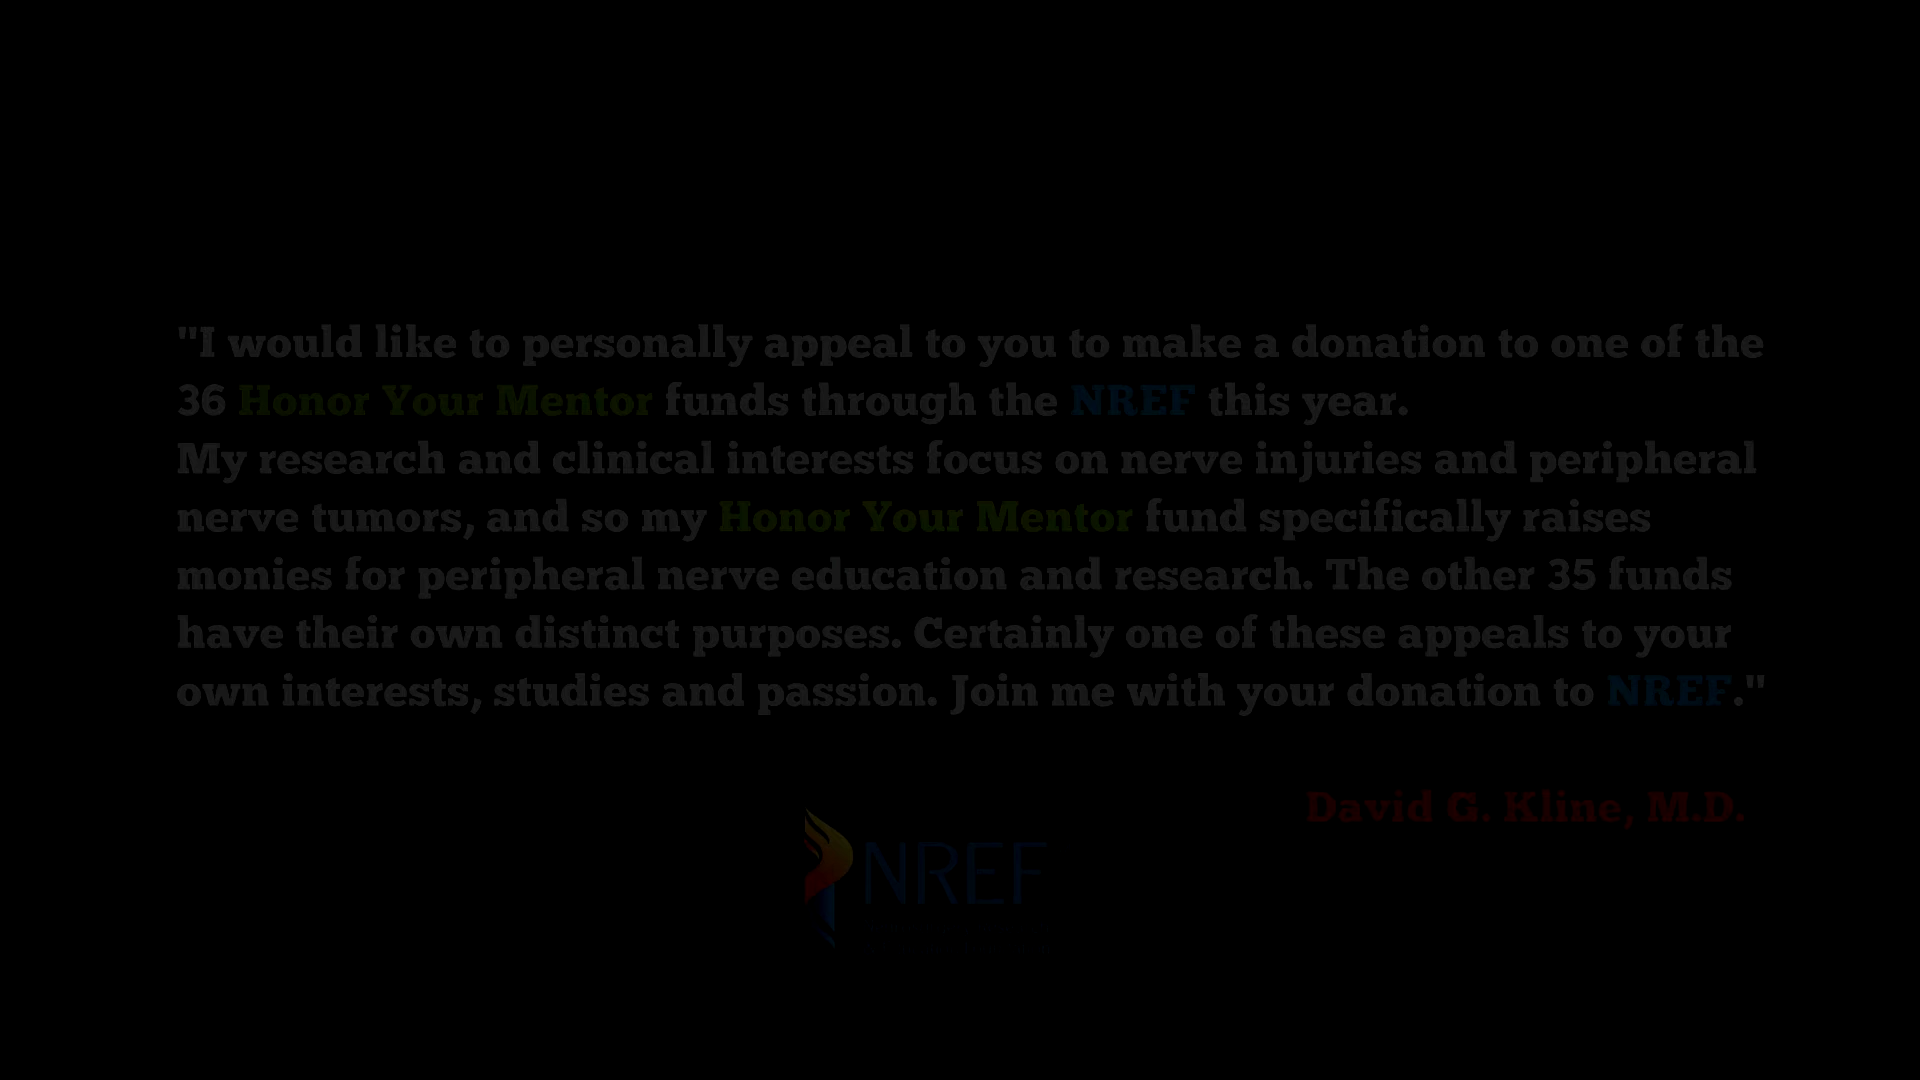 "I would like to personally appeal to you to make a donation to one of the
36 Honor Your Mentor funds through the NREF this year.
My research and clinical interests focus on nerve injuries and peripheral
nerve tumors, and so my Honor Your Mentor fund specifically raises
monies for peripheral nerve education and research. The other 35 funds
have their own distinct purposes. Certainly one of these appeals to your
own interests, studies and passion. Join me with your donation to NREF."
David G. Kline, M.D.
NREF